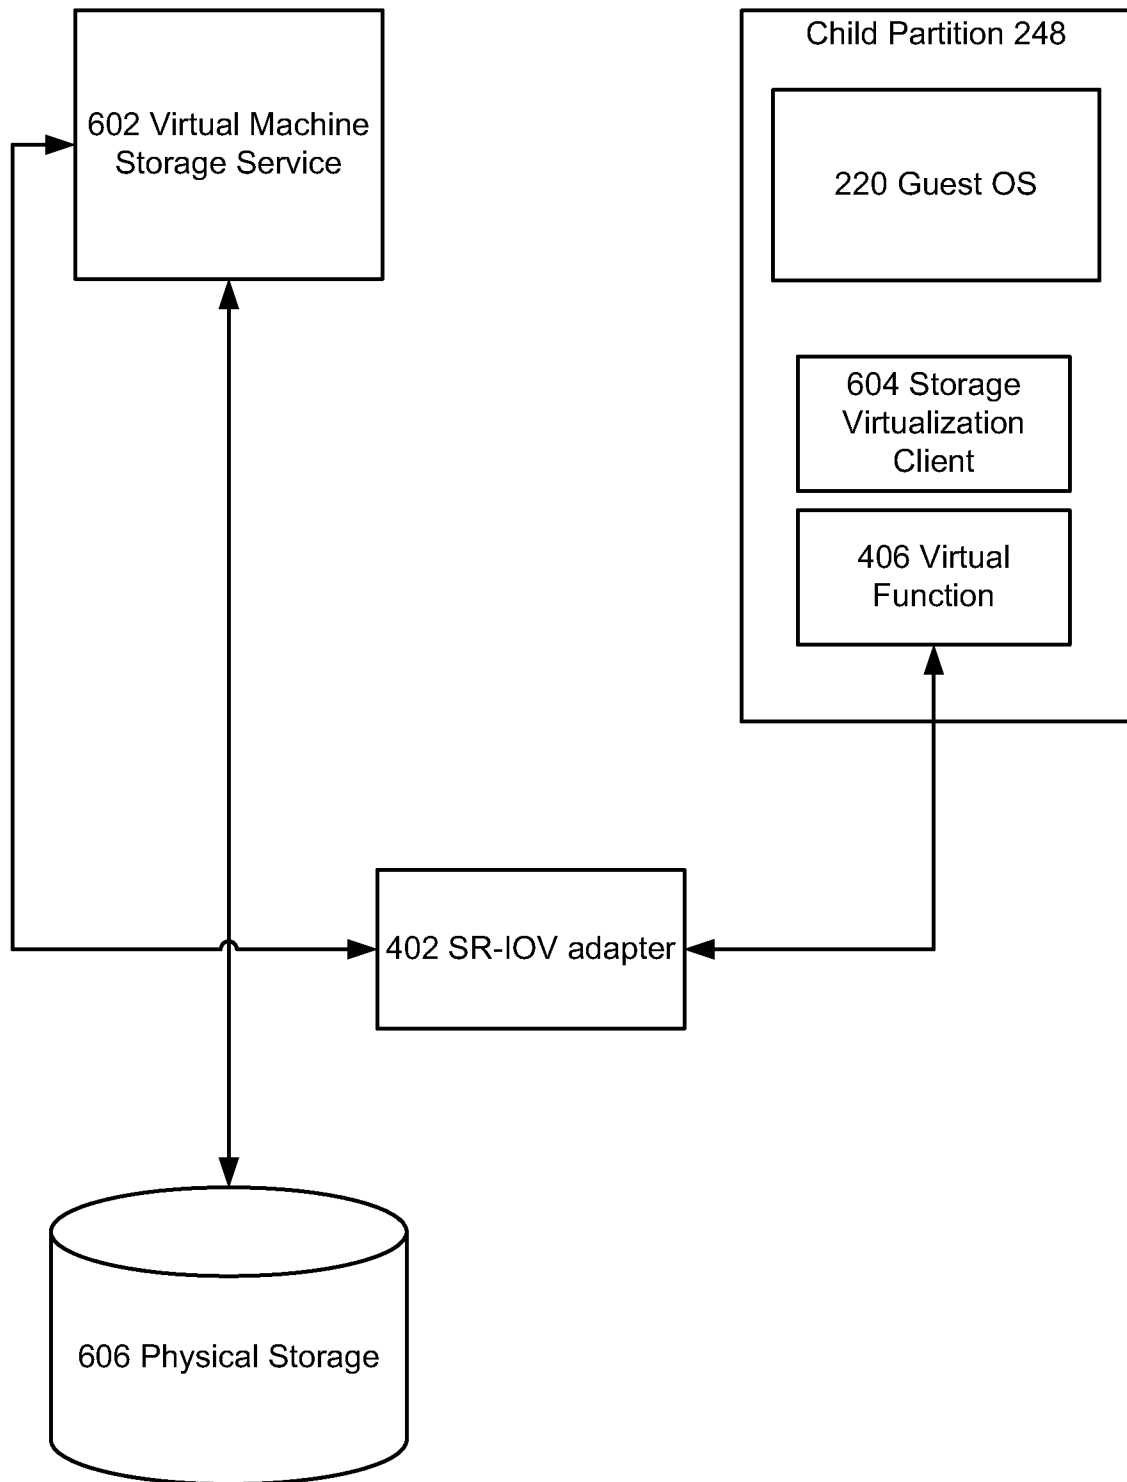 Child Partition 248
602 Virtual Machine
Storage Service
220 Guest OS
604 Storage
Virtualization
Client
406 Virtual
Function
402 SR-IOV adapter
606 Physical Storage